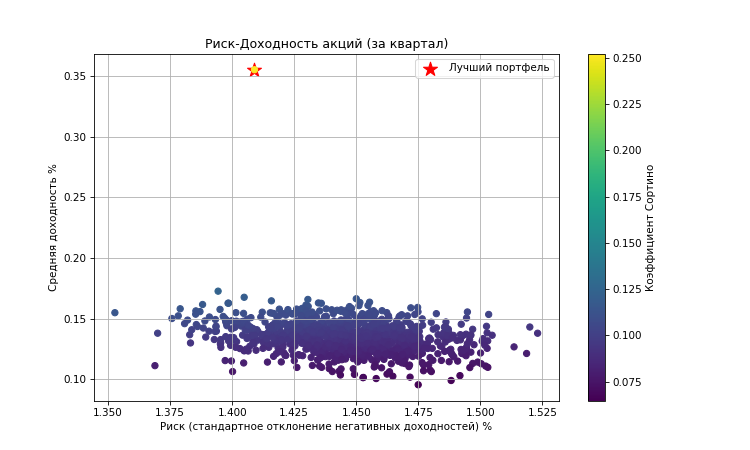 Риск-Доходность акций (за квартал)
Лучший портфель
Средняя доходность %
0.35
0.30
0.25
0.20
0.15
0.10
1.350 1.375 1.400 1.425 1.450 1.475 1.500 1.525
Риск (стандартное отклонение негативных доходностей) %
0.250
0.225
0.200
0.175
0.150
0.125
0.100
0.075
Коэффициент Сортино